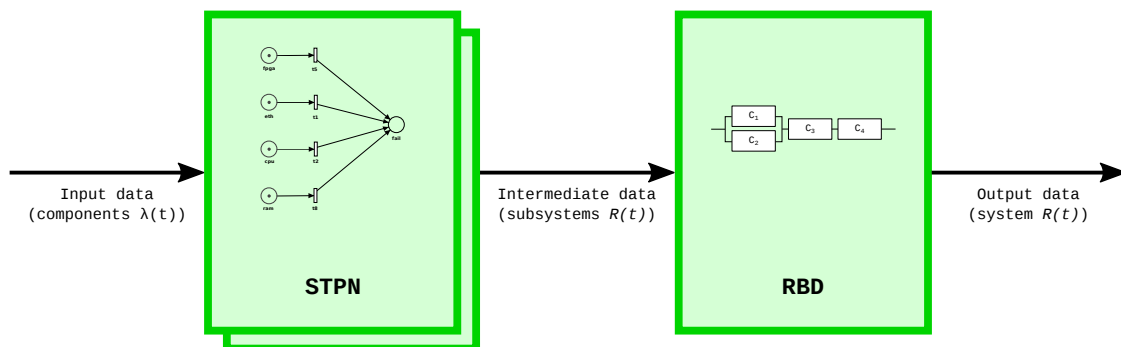 fpga
t5
eth
t1
fail
cpu
t2
ram
t8
C1
C2
C3
C4
Input data
(components λ(t))
Intermediate data
(subsystems R(t))
Output data
(system R(t))
STPN
RBD